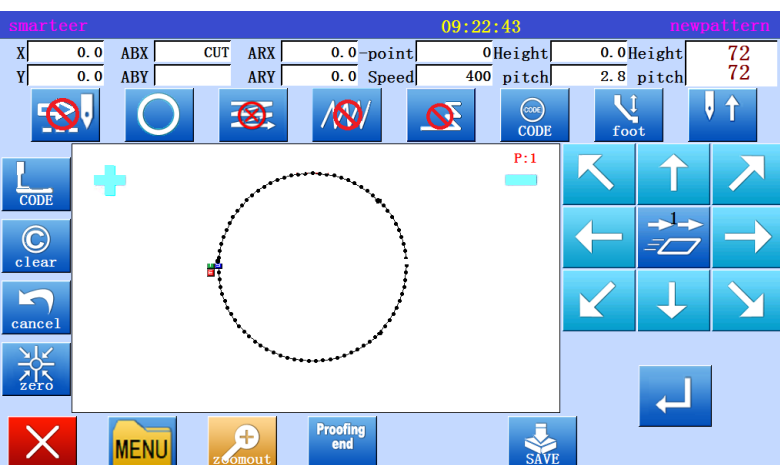 smarteer 09:22:43 newpattern
X 0.0 ABX CUT ARX 0.0 -point 0 Height 0.0 Height 72
Y 0.0 ABY ARY 0.0 Speed 400 pitch 2.8 pitch 72
CODE
CODE foot
P:1
CODE
1
clear
cancel
zero
MENU
zoomout
Proofing
end
SAVE